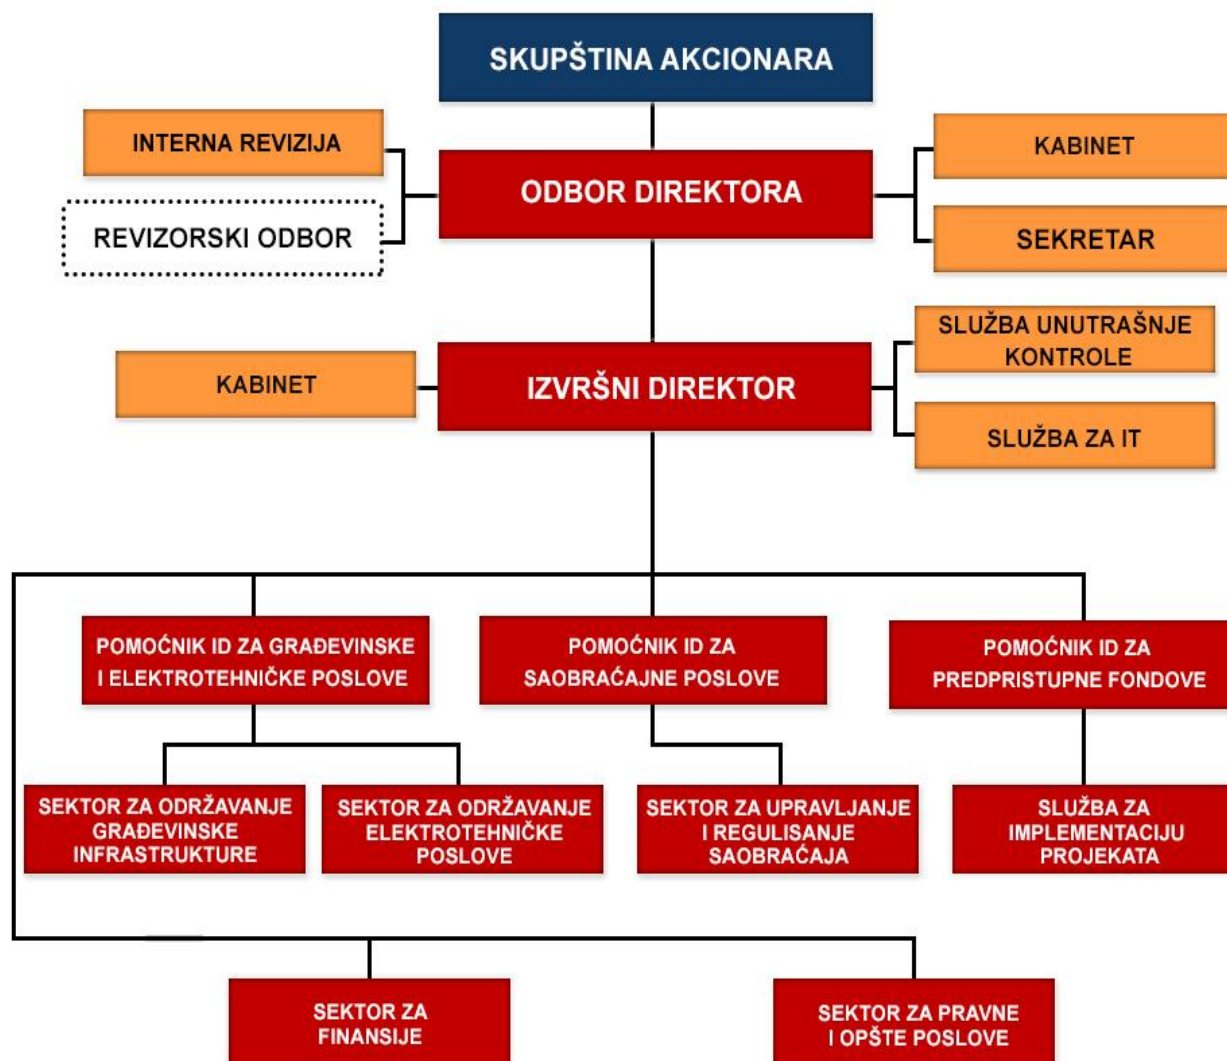 SKUPŠTINA AKCIONARA
INTERNA REVIZIJA
KABINET
ODBOR DIREKTORA
REVIZORSKI ODBOR
SEKRETAR
SLUŽBA UNUTRAŠNJE
KONTROLE
KABINET
IZVRŠNI DIREKTOR
SLUŽBA ZA IT
POMOĆNIK ID ZA GRAĐEVINSKE
I ELEKTROTEHNIČKE POSLOVE
POMOĆNIK ID ZA
SAOBRAĆAJNE POSLOVE
POMOĆNIK ID ZA
PREDPRISTUPNE FONDOVE
SEKTOR ZA ODRŽAVANJE
GRAĐEVINSKE
INFRASTRUKTURE
SEKTOR ZA ODRŽAVANJE
ELEKTROTEHNIČKE
POSLOVE
SEKTOR ZA UPRAVLJANJE
I REGULISANJE
SAOBRAĆAJA
SLUŽBA ZA
IMPLEMENTACIJU
PROJEKATA
SEKTOR ZA
FINANSIJE
SEKTOR ZA PRAVNE
I OPŠTE POSLOVE